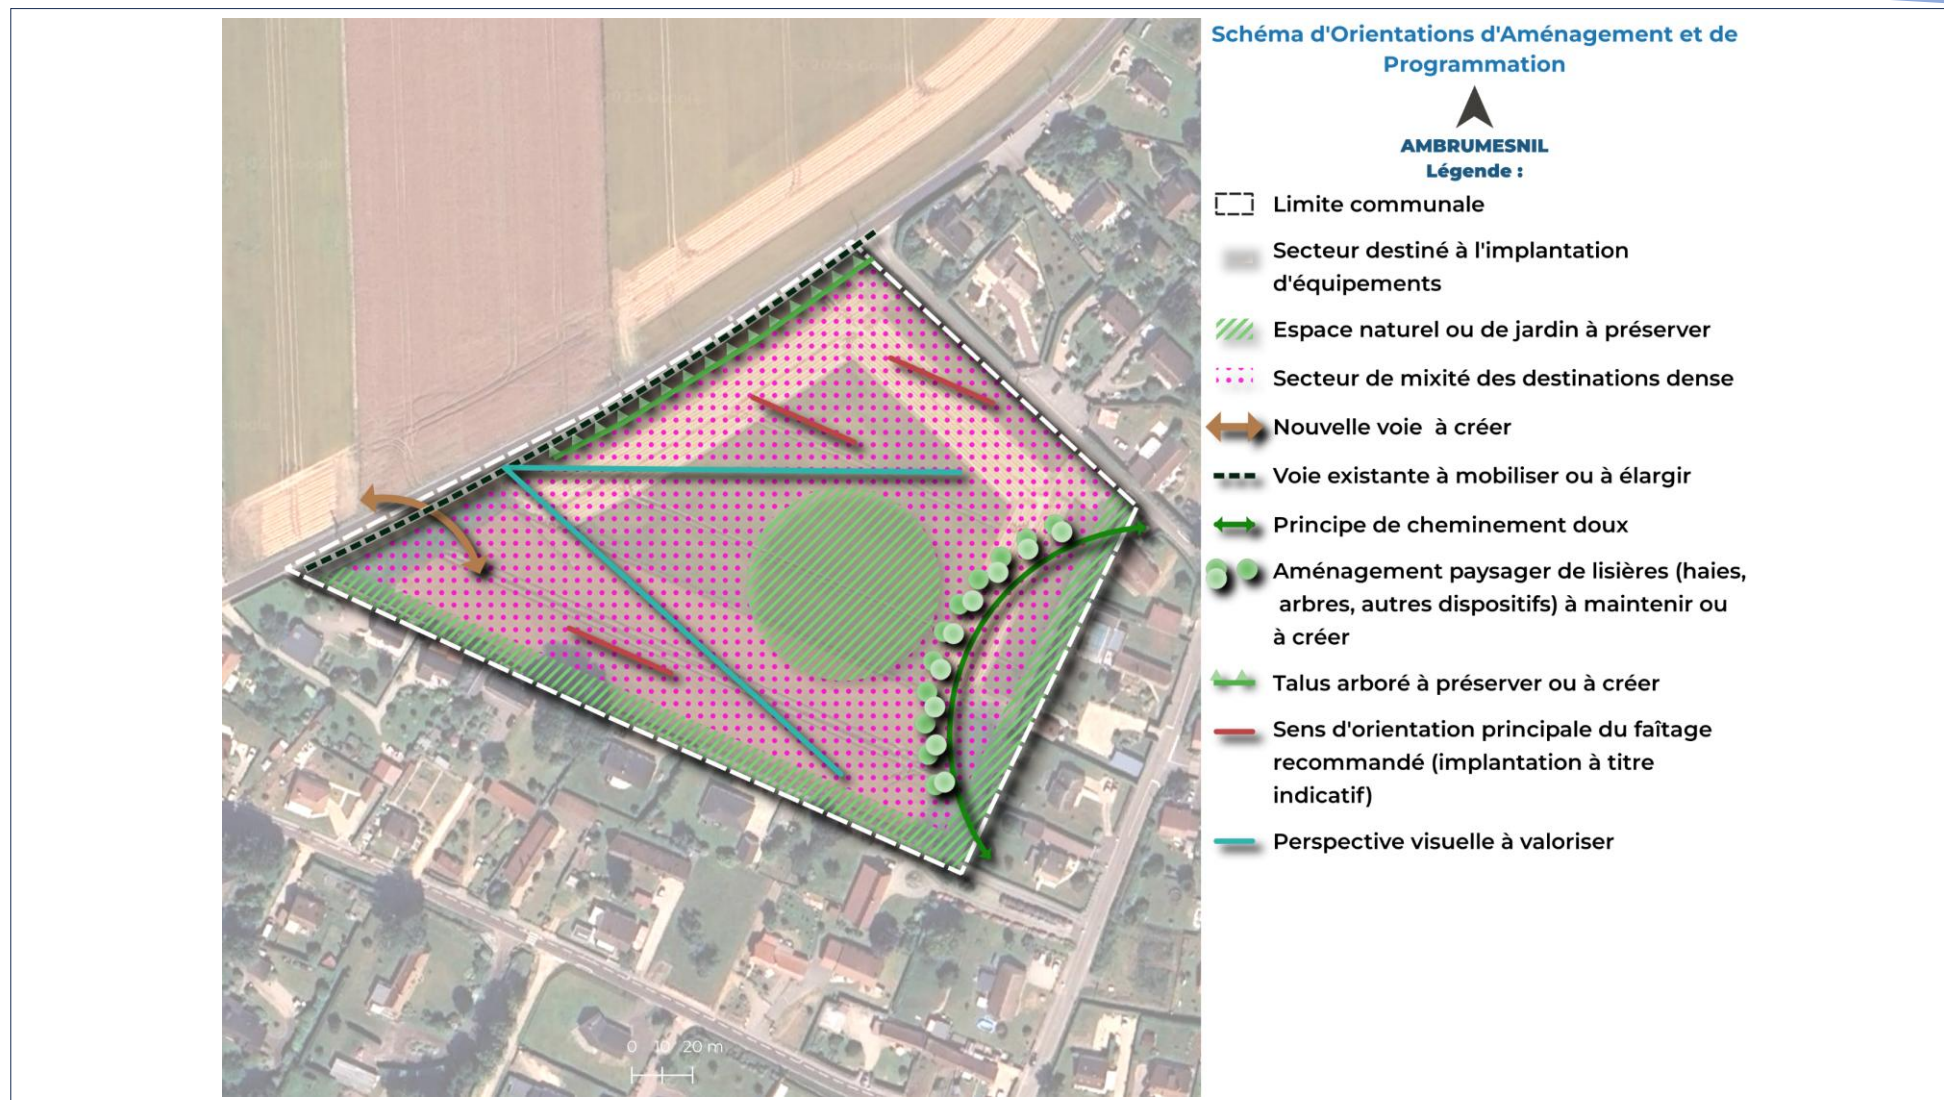 Schéma d'Orientations d'Aménagement et de
Programmation
AMBRUMESNIL
Légende :
Limite communale
Secteur destiné à l'implantation
d'équipements
Espace naturel ou de jardin à préserver
Secteur de mixité des destinations dense
Nouvelle voie à créer
Voie existante à mobiliser ou à élargir
Principe de cheminement doux
Aménagement paysager de lisières (haies,
arbres, autres dispositifs) à maintenir ou
à créer
Talus arboré à préserver ou à créer
Sens d'orientation principale du faîtage
recommandé (implantation à titre
indicatif)
Perspective visuelle à valoriser
0 10 20 m